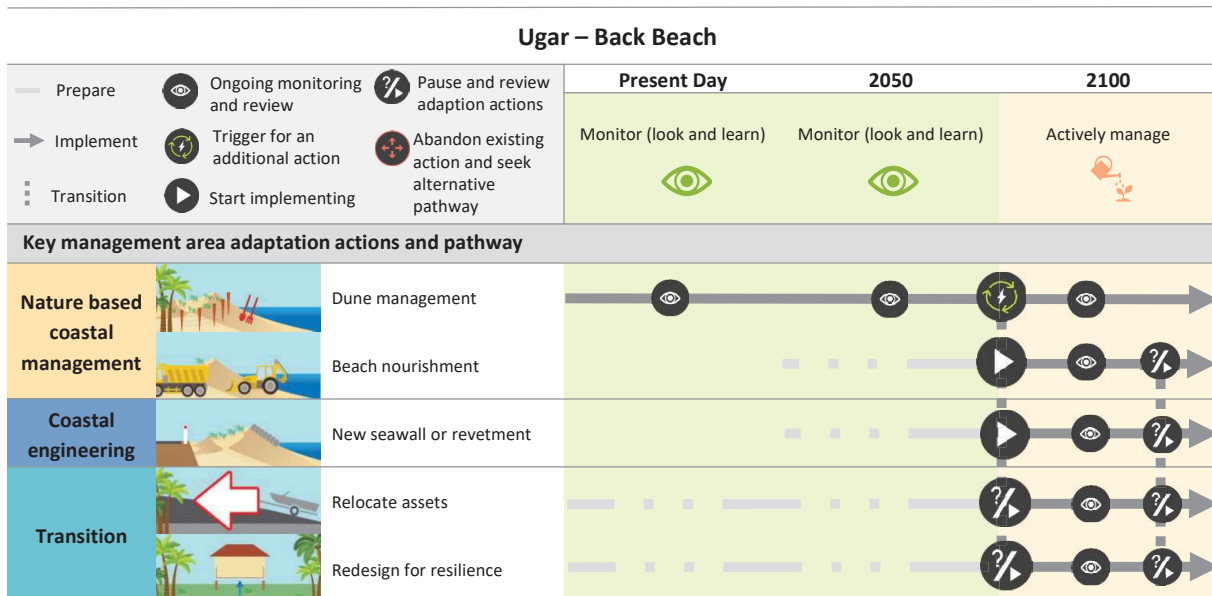 Ugar – Back Beach
Prepare
Implement
Transition
Ongoing monitoring
and review
Trigger for an
additional action
Start implementing
?
Pause and review
adaption actions
Abandon existing
action and seek
alternative
pathway
Present Day
2050
2100
Monitor (look and learn)
Monitor (look and learn)
Actively manage
Key management area adaptation actions and pathway
Nature based
coastal
management
Dune management
Beach nourishment
?
Coastal
engineering
New seawall or revetment
?
Transition
Relocate assets
?
?
Redesign for resilience
?
?